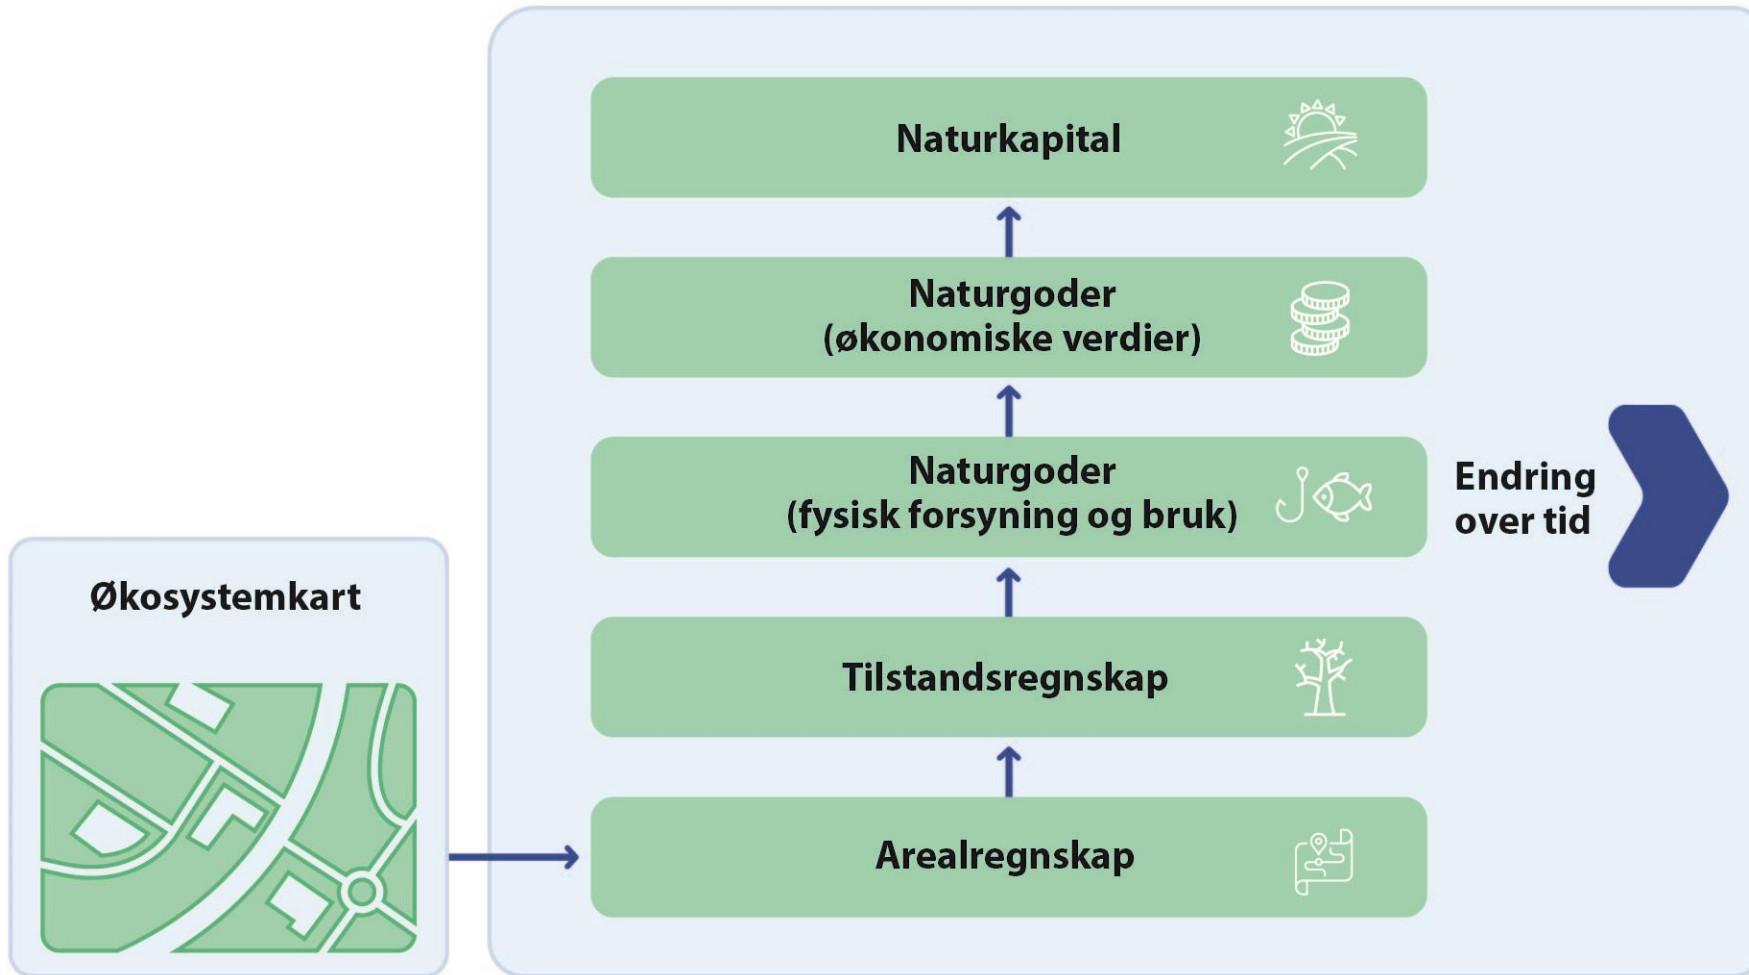 Naturkapital
Naturgoder
(økonomiske verdier)
Naturgoder
(fysisk forsyning og bruk)
Endring
over tid
Økosystemkart
Tilstandsregnskap
Arealregnskap